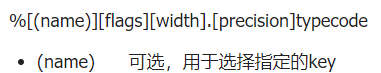 %[(name)][flags][width].[precision]typecode
• (name) 可选，用于选择指定的key